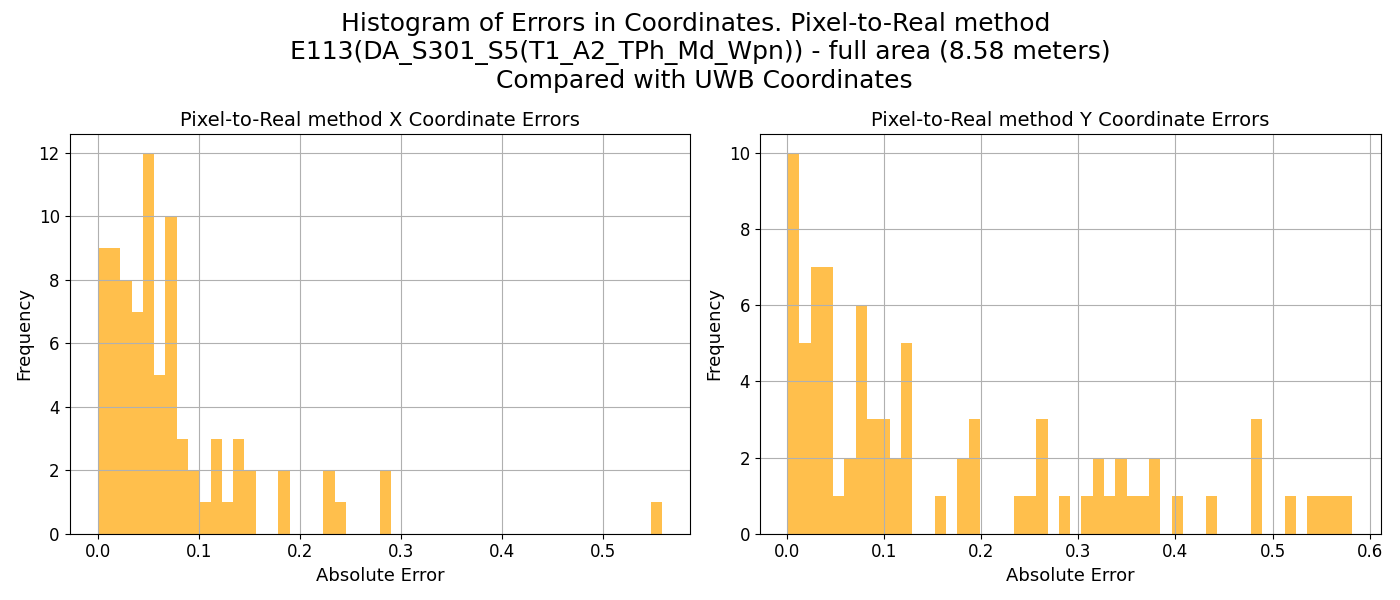 Histogram of Errors in Coordinates. Pixel-to-Real method
E113(DA_S301_S5(T1_A2_TPh_Md_Wpn)) - full area (8.58 meters)
Compared with UWB Coordinates
Pixel-to-Real method X Coordinate Errors
Frequency
12
10
8
6
4
2
0
0.0 0.1 0.2 0.3 0.4 0.5
Absolute Error
Pixel-to-Real method Y Coordinate Errors
Frequency
10
8
6
4
2
0
0.0 0.1 0.2 0.3 0.4 0.5 0.6
Absolute Error